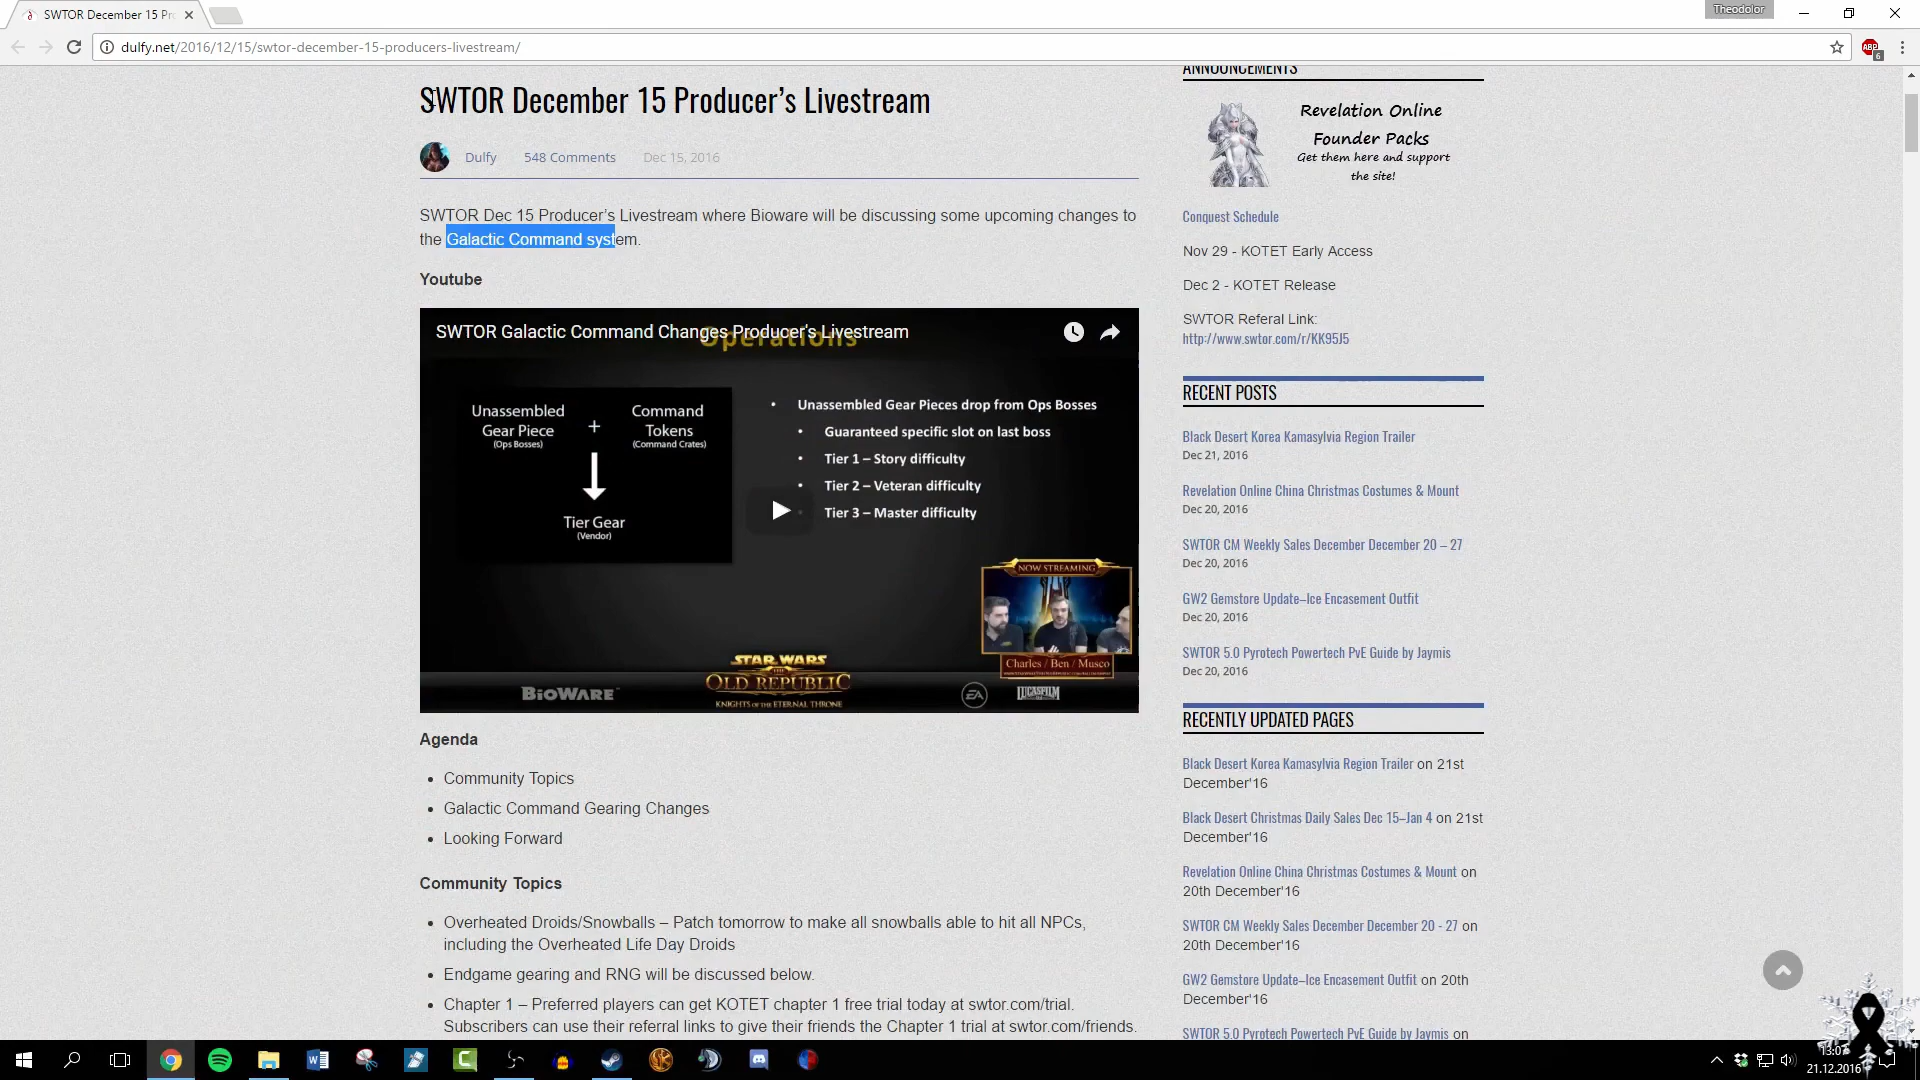 SWTOR December 15 Pr
Theodolor
dulfy.net/2016/12/15/swtor-december-15-producers-livestream/
ABP
6
SWTOR December 15 Producer's Livestream
Dulfy 548 Comments Dec 15, 2016
SWTOR Dec 15 Producer's Livestream where Bioware will be discussing some upcoming changes to
the Galactic Command system.
Youtube
SWTOR Galactic Command Changes Producer's Livestream
Operations
Unassembled
Gear Piece
(Ops Bosses)
+
Command
Tokens
(Command Crates)
Tier Gear
(Vendor)
• Unassembled Gear Pieces drop from Ops Bosses
• Guaranteed specific slot on last boss
• Tier 1 – Story difficulty
• Tier 2 – Veteran difficulty
• Tier 3 – Master difficulty
NOW STREAMING
Charles / Ben / Musco
BIOWARE
STAR WARS
THE
OLD REPUBLIC
KNIGHTS OF THE ETERNAL THRONE
EA
LUCASFILM
Agenda
• Community Topics
• Galactic Command Gearing Changes
• Looking Forward
Community Topics
• Overheated Droids/Snowballs – Patch tomorrow to make all snowballs able to hit all NPCs,
including the Overheated Life Day Droids
• Endgame gearing and RNG will be discussed below.
• Chapter 1 – Preferred players can get KOTET chapter 1 free trial today at swtor.com/trial.
Subscribers can use their referral links to give their friends the Chapter 1 trial at swtor.com/friends.
ANNOUNCEMENTS
Revelation Online
Founder Packs
Get them here and support
the site!
Conquest Schedule
Nov 29 - KOTET Early Access
Dec 2 - KOTET Release
SWTOR Referal Link:
http://www.swtor.com/r/KK95J5
RECENT POSTS
Black Desert Korea Kamasylvia Region Trailer
Dec 21, 2016
Revelation Online China Christmas Costumes & Mount
Dec 20, 2016
SWTOR CM Weekly Sales December December 20 – 27
Dec 20, 2016
GW2 Gemstore Update–Ice Encasement Outfit
Dec 20, 2016
SWTOR 5.0 Pyrotech Powertech PvE Guide by Jaymis
Dec 20, 2016
RECENTLY UPDATED PAGES
Black Desert Korea Kamasylvia Region Trailer on 21st
December'16
Black Desert Christmas Daily Sales Dec 15–Jan 4 on 21st
December'16
Revelation Online China Christmas Costumes & Mount on
20th December'16
SWTOR CM Weekly Sales December December 20 - 27 on
20th December'16
GW2 Gemstore Update–Ice Encasement Outfit on 20th
December'16
SWTOR 5.0 Pyrotech Powertech PvE Guide by Jaymis on
13:07
21.12.2016